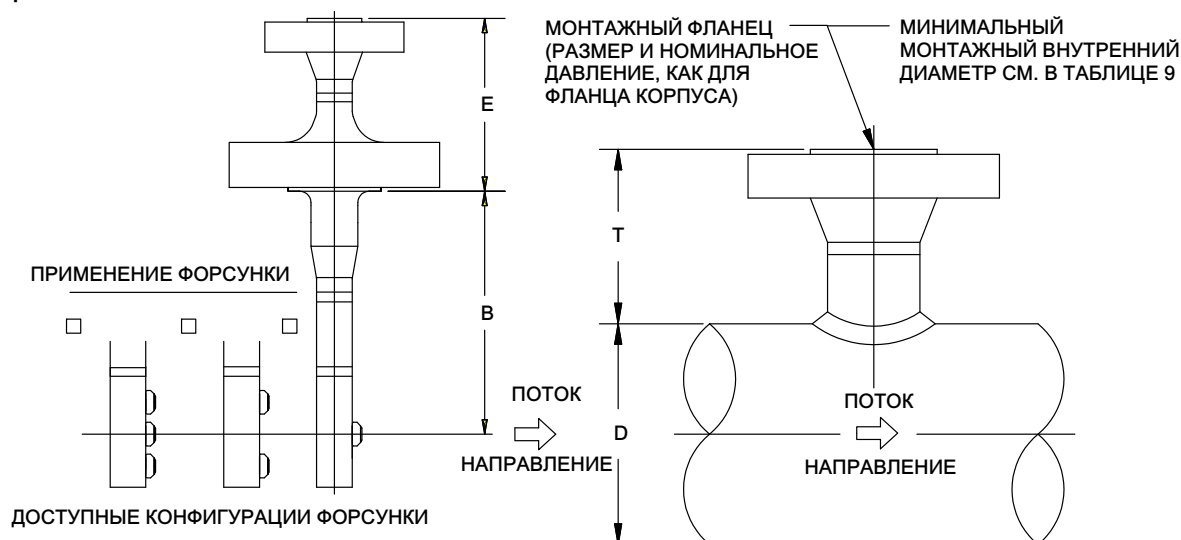 МОНТАЖНЫЙ ФЛАНЕЦ
(РАЗМЕР И НОМИНАЛЬНОЕ
ДАВЛЕНИЕ, КАК ДЛЯ
ФЛАНЦА КОРПУСА)
МИНИМАЛЬНЫЙ
МОНТАЖНЫЙ ВНУТРЕННИЙ
ДИАМЕТР СМ. В ТАБЛИЦЕ 9
E
T
ПРИМЕНЕНИЕ ФОРСУНКИ
B
ПОТОК
НАПРАВЛЕНИЕ
D
ПОТОК
НАПРАВЛЕНИЕ
ДОСТУПНЫЕ КОНФИГУРАЦИИ ФОРСУНКИ